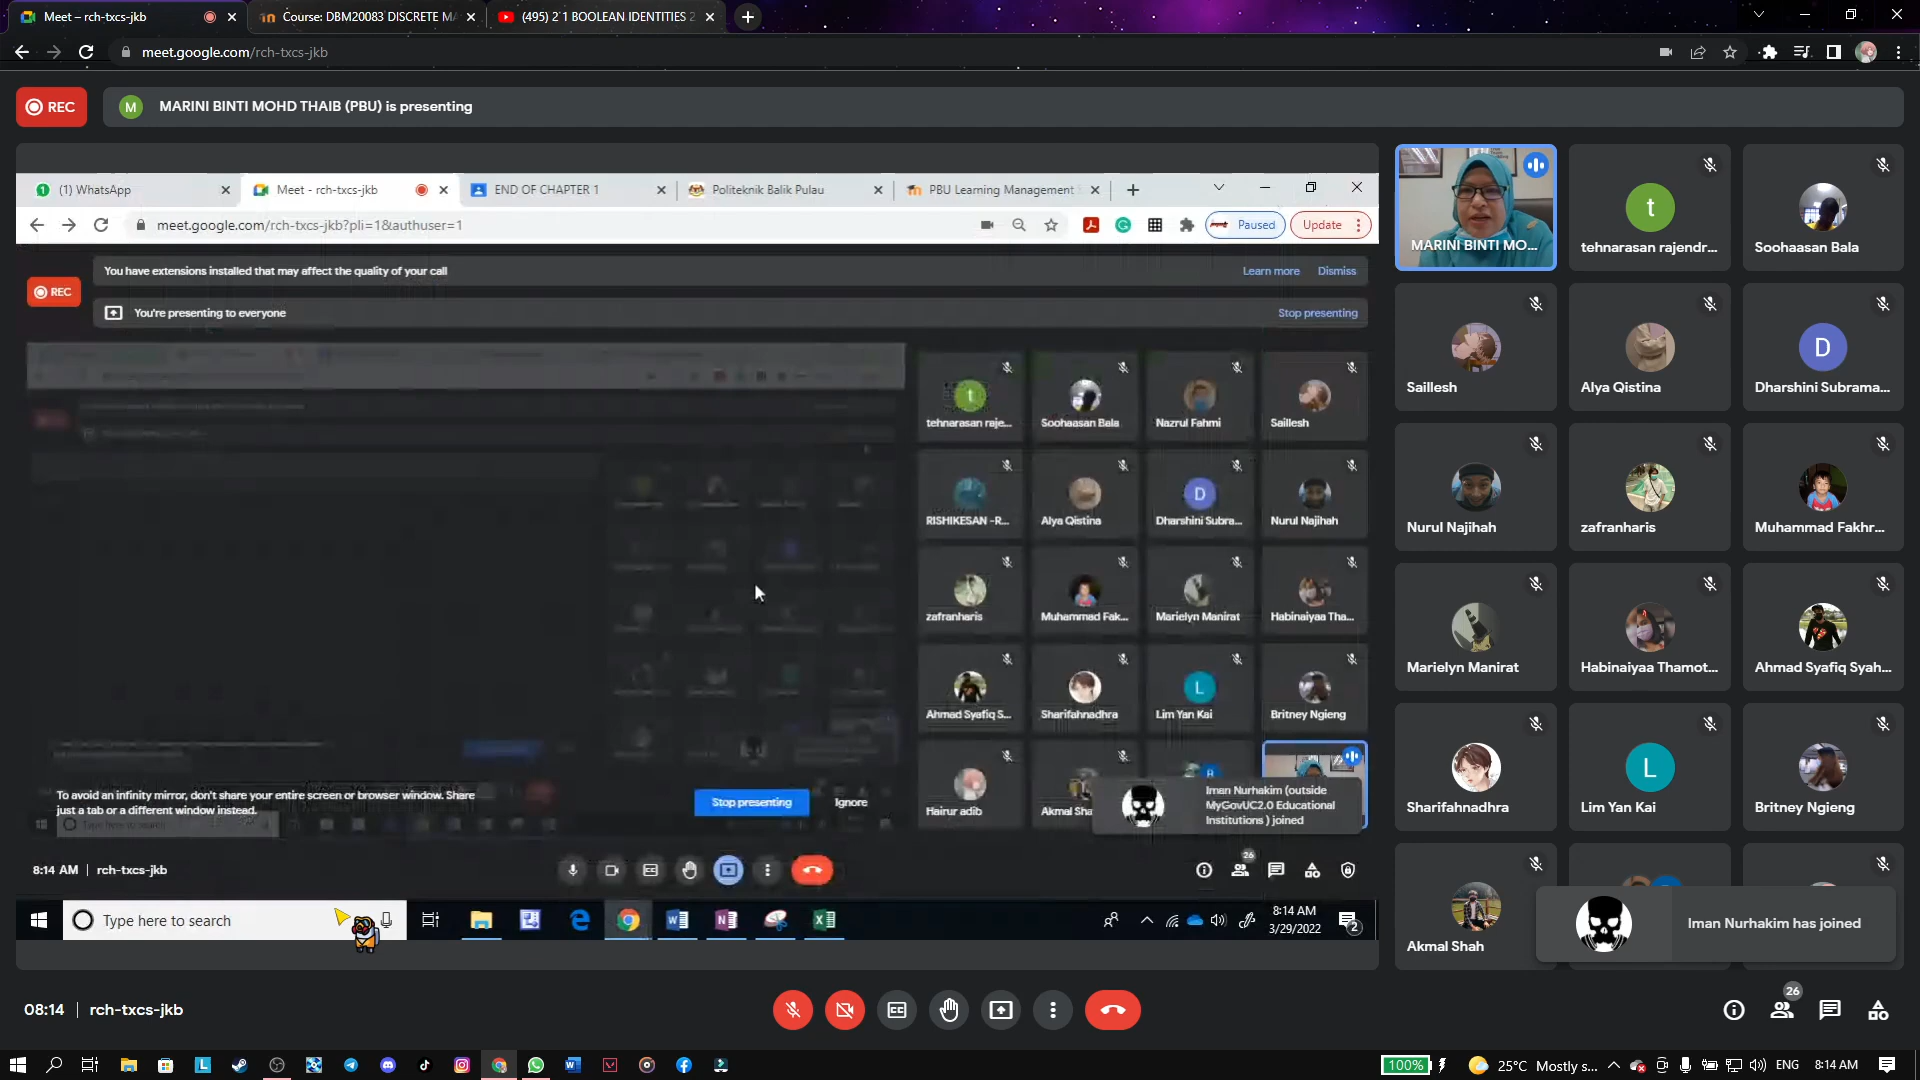 Meet – rch-txcs-jkb
Course: DBM20083 DISCRETE MA
(495) 2 1 BOOLEAN IDENTITIES 2
meet.google.com/rch-txcs-jkb
REC
M
MARINI BINTI MOHD THAIB (PBU) is presenting
(1) WhatsApp
Meet - rch-txcs-jkb
END OF CHAPTER 1
Politeknik Balik Pulau
PBU Learning Management
meet.google.com/rch-txcs-jkb?pli=1&authuser=1
Paused
Update
You have extensions installed that may affect the quality of your call
Learn more
Dismiss
REC
You're presenting to everyone
Stop presenting
t
tehnarasan raje...
Soohaasan Bala
Nazrul Fahmi
Saillesh
RISHIKESAN -R...
Alya Qistina
D
Dharshini Subra...
Nurul Najihah
zafranharis
Muhammad Fak...
Marielyn Manirat
Habinaiyaa Tha...
Ahmad Syafiq S...
Sharifahnadhra
L
Lim Yan Kai
Britney Ngieng
Hairur adib
Akmal Sha
Iman Nurhakim (outside
MyGovUC2.0 Educational
Institutions ) joined
To avoid an infinity mirror, don't share your entire screen or browser window. Share
just a tab or a different window instead.
Stop presenting
Ignore
8:14 AM | rch-txcs-jkb
26
Type here to search
8:14 AM
3/29/2022
2
MARINI BINTI MO...
t
tehnarasan rajendr...
Soohaasan Bala
Saillesh
Alya Qistina
D
Dharshini Subrama...
Nurul Najihah
zafranharis
Muhammad Fakhr...
Marielyn Manirat
Habinaiyaa Thamot...
Ahmad Syafiq Syah...
Sharifahnadhra
L
Lim Yan Kai
Britney Ngieng
Akmal Shah
Iman Nurhakim has joined
08:14 | rch-txcs-jkb
26
100%
25°C Mostly s...
ENG
8:14 AM